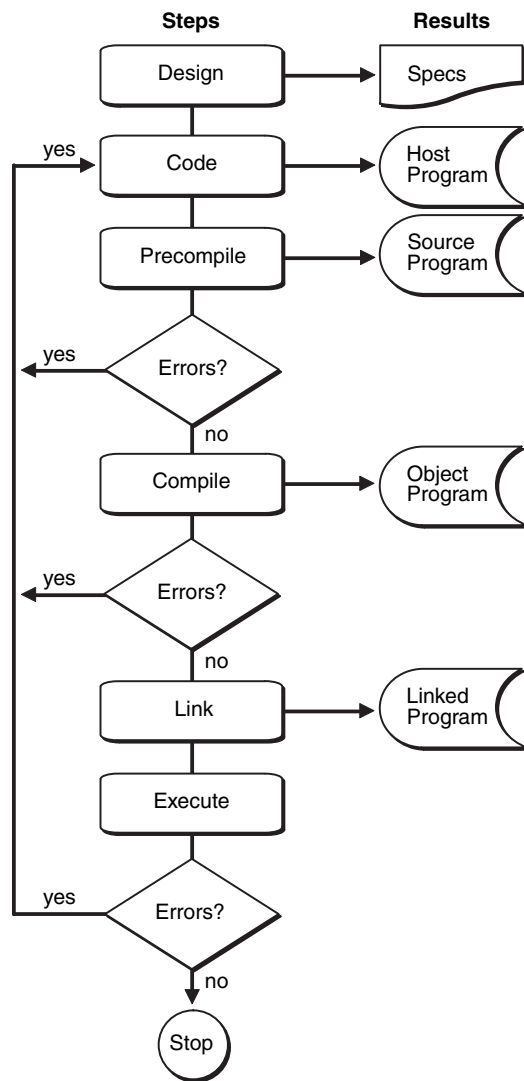 Steps Results
Design
Specs
yes
Code
Host
Program
Precompile
Source
Program
yes
Errors?
no
Compile
Object
Program
yes
Errors?
no
Link
Linked
Program
Execute
yes
Errors?
no
Stop